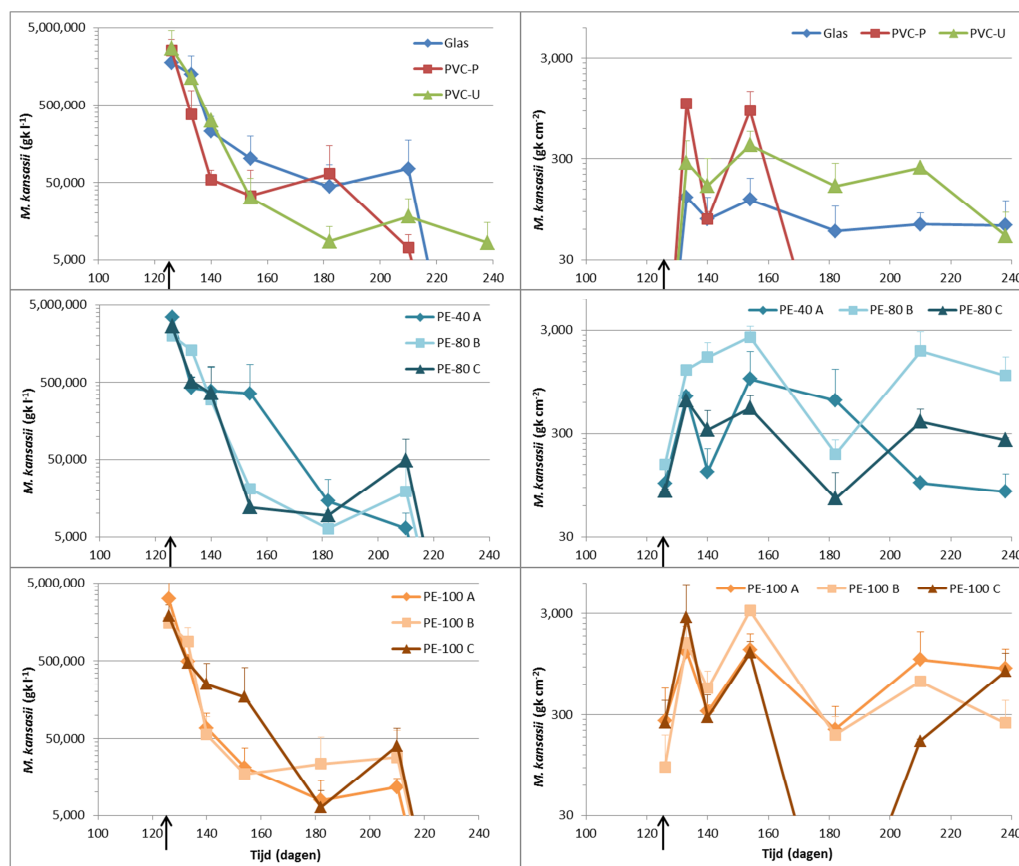 5,000,000
500,000
50,000
5,000
M. kansasii (gk l-1)
100 120 140 160 180 200 220 240
Glas
PVC-P
PVC-U
3,000
300
30
M. kansasii (gk cm-2)
100 120 140 160 180 200 220 240
Glas PVC-P PVC-U
5,000,000
500,000
50,000
5,000
M. kansasii (gk l-1)
100 120 140 160 180 200 220 240
PE-40 A
PE-80 B
PE-80 C
3,000
300
30
M. kansasii (gk cm-2)
100 120 140 160 180 200 220 240
PE-40 A PE-80 B PE-80 C
5,000,000
500,000
50,000
5,000
M. kansasii (gk l-1)
100 120 140 160 180 200 220 240
Tijd (dagen)
PE-100 A
PE-100 B
PE-100 C
3,000
300
30
M. kansasii (gk cm-2)
100 120 140 160 180 200 220 240
Tijd (dagen)
PE-100 A PE-100 B PE-100 C